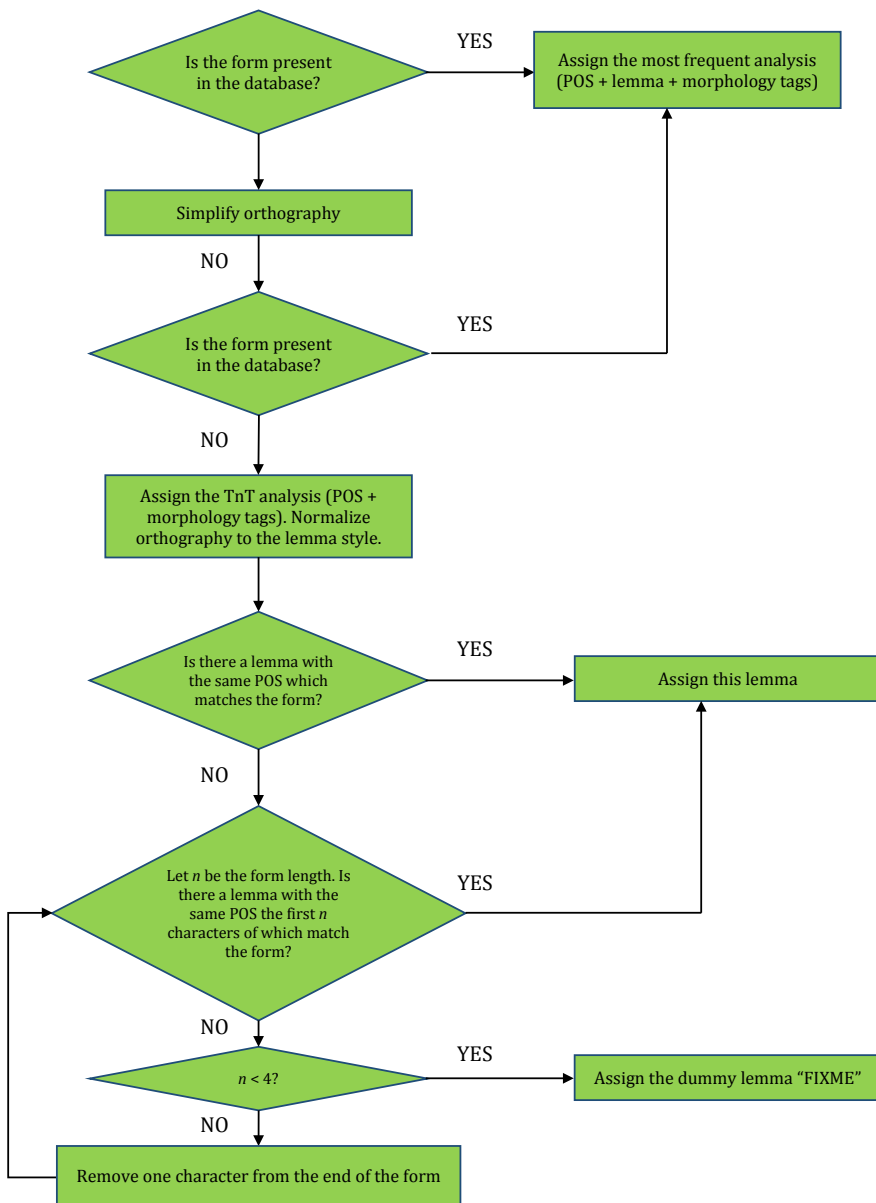 YES
Is the form present
in the database?
Assign the most frequent analysis
(POS + lemma + morphology tags)
Simplify orthography
NO
YES
Is the form present
in the database?
NO
Assign the TnT analysis (POS +
morphology tags). Normalize
orthography to the lemma style.
YES
Is there a lemma with
the same POS which
matches the form?
Assign this lemma
NO
Let n be the form length. Is
there a lemma with the
same POS the first n
characters of which match
the form?
YES
NO
YES
n < 4?
Assign the dummy lemma “FIXME”
NO
Remove one character from the end of the form